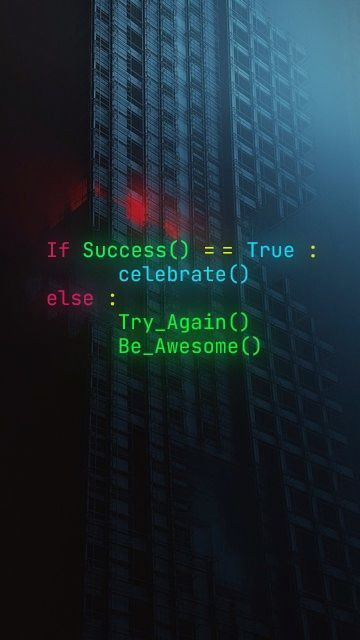 If Success() == True :
celebrate()
else :
Try_Again()
Be_Awesome()